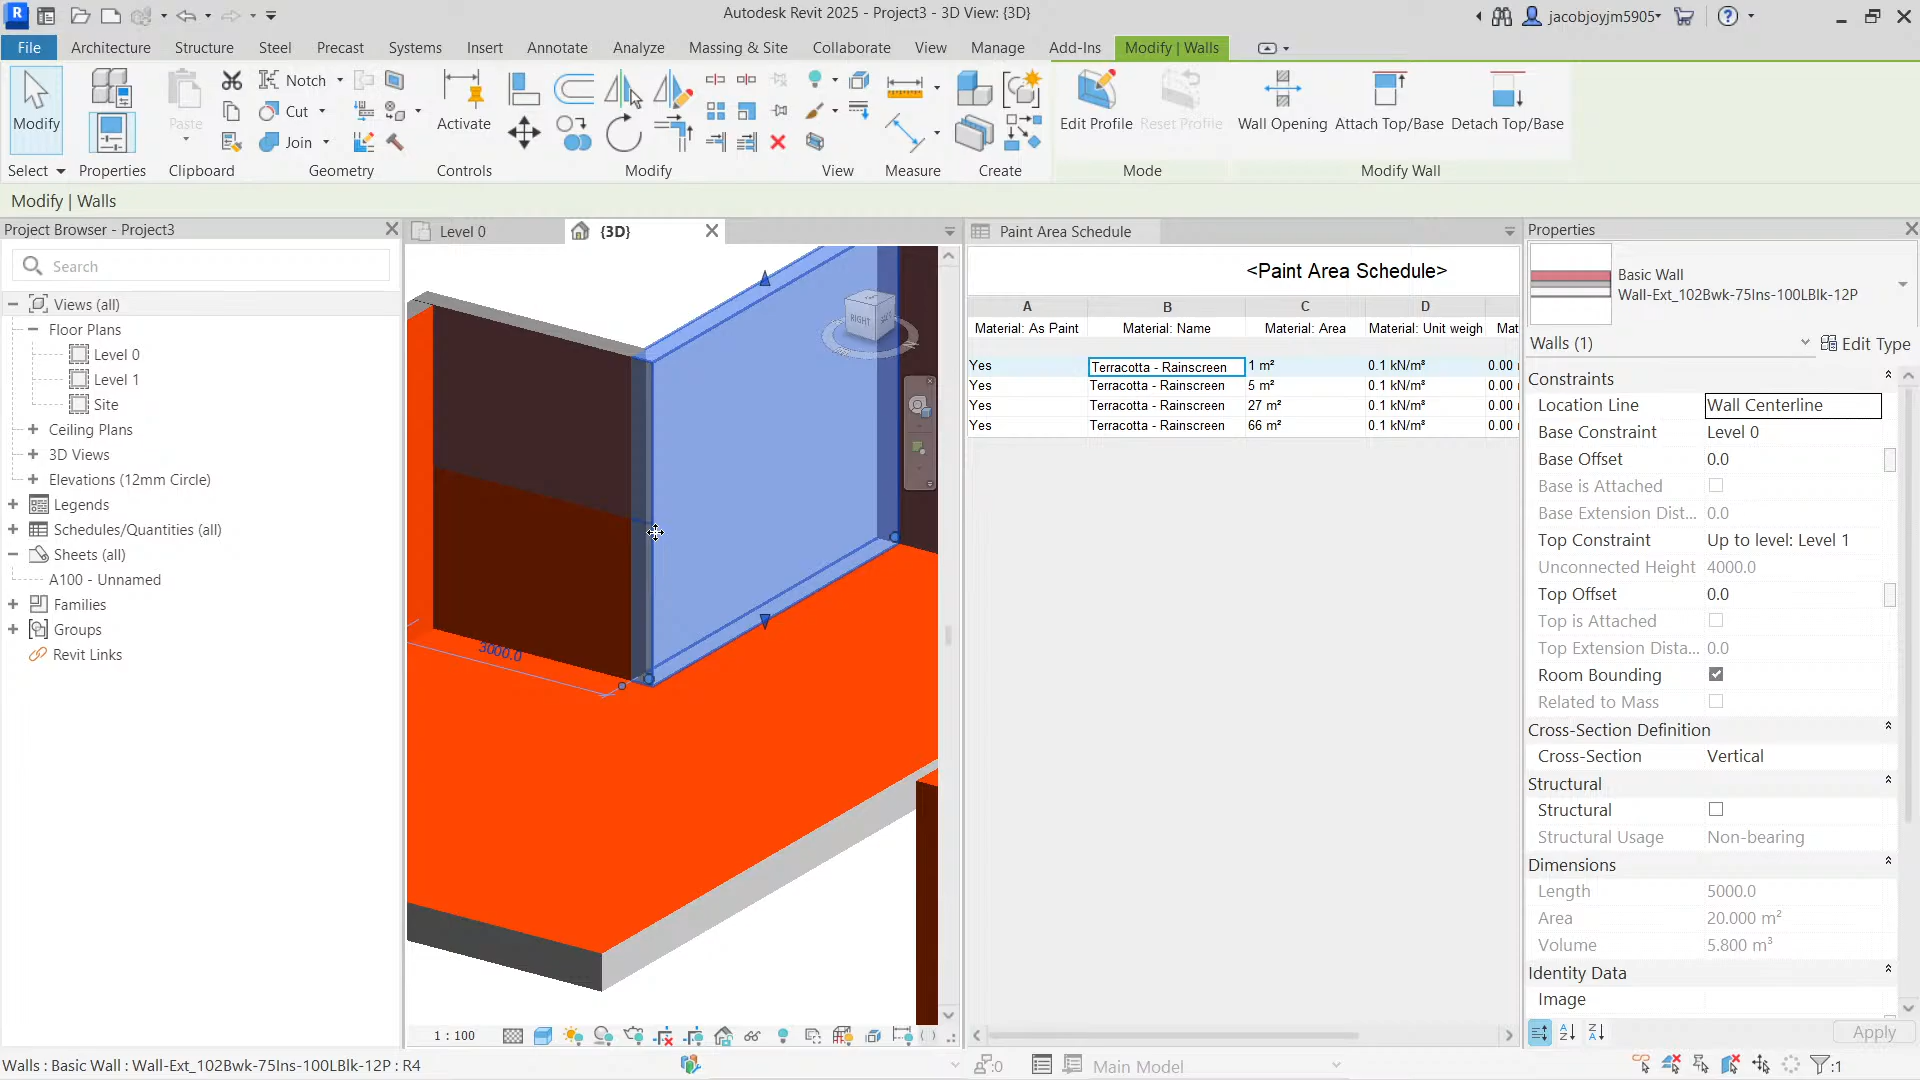 Autodesk Revit 2025 - Project3 - 3D View: {3D}
jacobjoyjm5905
File Architecture Structure Steel Precast Systems Insert Annotate Analyze Massing & Site Collaborate View Manage Add-Ins Modify | Walls
Modify
Paste
Notch
Cut
Join
Activate
Edit Profile
Reset Profile
Wall Opening
Attach Top/Base
Detach Top/Base
Select Properties Clipboard Geometry Controls Modify View Measure Create Mode Modify Wall
Modify | Walls
Project Browser - Project3
Search
Views (all)
Floor Plans
Level 0
Level 1
Site
Ceiling Plans
3D Views
Elevations (12mm Circle)
Legends
Schedules/Quantities (all)
Sheets (all)
A100 - Unnamed
Families
Groups
Revit Links
Level 0
{3D}
RIGHT
3000.0
1 : 100
Paint Area Schedule
<Paint Area Schedule>
A B C D
Material: As Paint Material: Name Material: Area Material: Unit weigh Mat
Yes Terracotta - Rainscreen 1 m² 0.1 kN/m³ 0.00
Yes Terracotta - Rainscreen 5 m² 0.1 kN/m³ 0.00
Yes Terracotta - Rainscreen 27 m² 0.1 kN/m³ 0.00
Yes Terracotta - Rainscreen 66 m² 0.1 kN/m³ 0.00
Properties
Basic Wall
Wall-Ext_102Bwk-75Ins-100LBlk-12P
Walls (1)
Edit Type
Constraints
Location Line Wall Centerline
Base Constraint Level 0
Base Offset 0.0
Base is Attached
Base Extension Dist... 0.0
Top Constraint Up to level: Level 1
Unconnected Height 4000.0
Top Offset 0.0
Top is Attached
Top Extension Dista... 0.0
Room Bounding
Related to Mass
Cross-Section Definition
Cross-Section Vertical
Structural
Structural
Structural Usage Non-bearing
Dimensions
Length 5000.0
Area 20.000 m²
Volume 5.800 m³
Identity Data
Image
Apply
Walls : Basic Wall : Wall-Ext_102Bwk-75Ins-100LBlk-12P : R4
:0
Main Model
:1